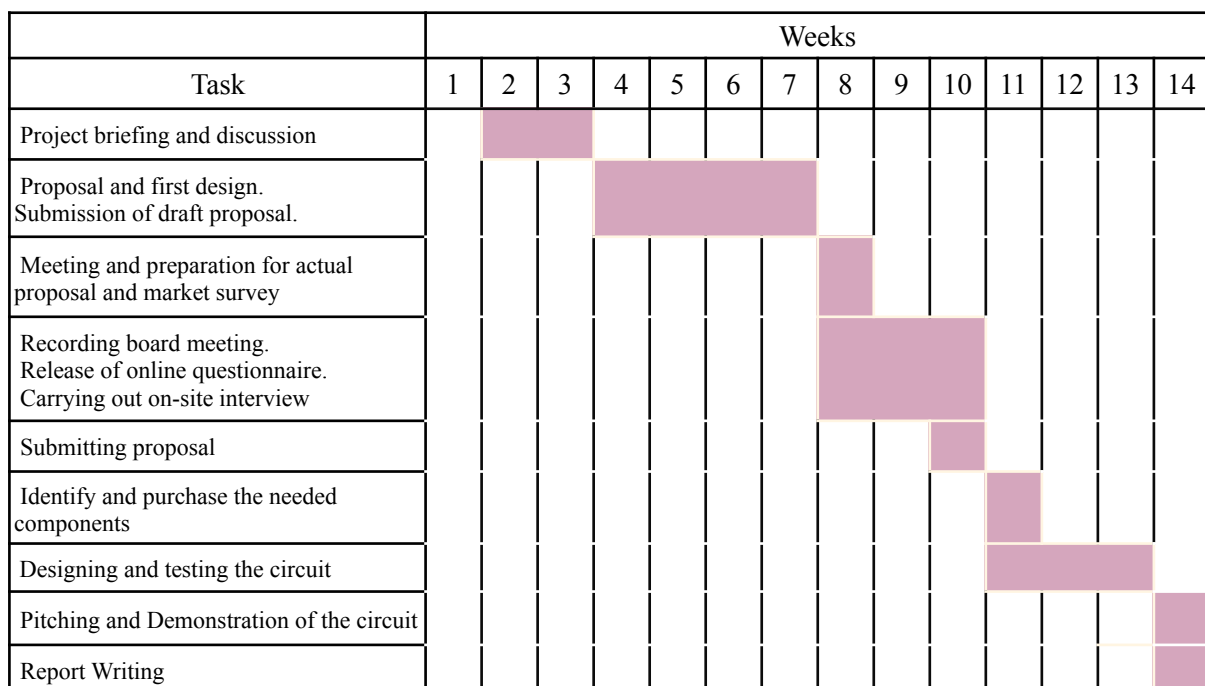 Weeks
Task 1 2 3 4 5 6 7 8 9 10 11 12 13 14
Project briefing and discussion
Proposal and first design.
Submission of draft proposal.
Meeting and preparation for actual
proposal and market survey
Recording board meeting.
Release of online questionnaire.
Carrying out on-site interview
Submitting proposal
Identify and purchase the needed
components
Designing and testing the circuit
Pitching and Demonstration of the circuit
Report Writing